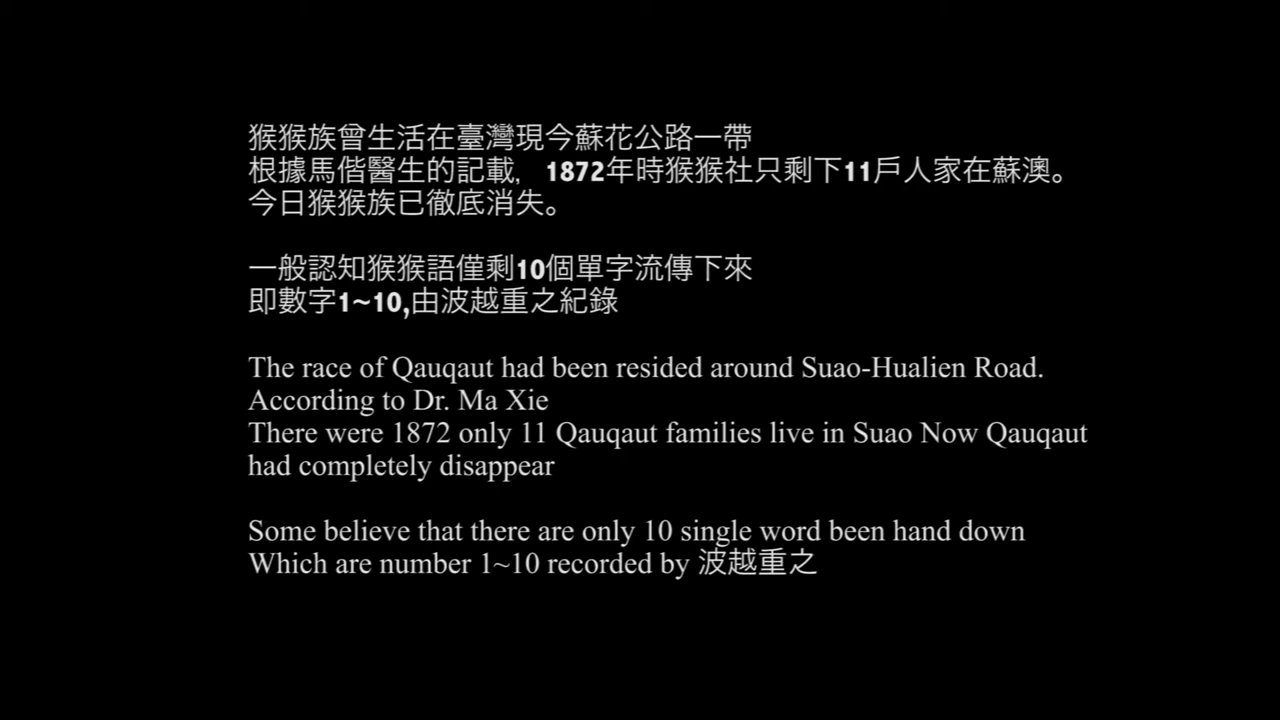 猴猴族曾生活在臺灣現今蘇花公路一帶
根據馬偕醫生的記載, 1872年時猴猴社只剩下11戶人家在蘇澳。
今日猴猴族已徹底消失。
一般認知猴猴語僅剩10個單字流傳下來
即數字1~10,由波越重之紀錄
The race of Qauqaut had been resided around Suao-Hualien Road.
According to Dr. Ma Xie
There were 1872 only 11 Qauqaut families live in Suao Now Qauqaut
had completely disappear
Some believe that there are only 10 single word been hand down
Which are number 1~10 recorded by 波越重之